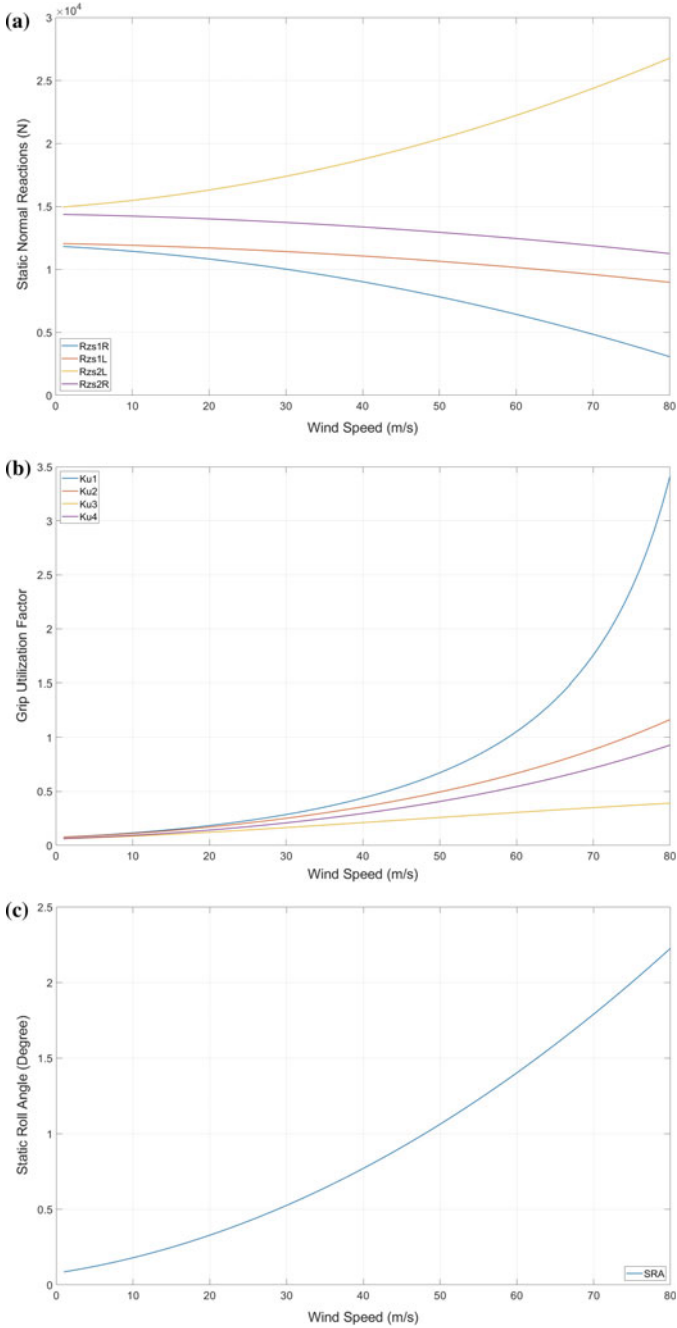 (a)
×10⁴
3
2.5
2
1.5
1
0.5
0
Static Normal Reactions (N)
Rzs1R
Rzs1L
Rzs2L
Rzs2R
0 10 20 30 40 50 60 70 80
Wind Speed (m/s)
(b)
3.5
3
2.5
2
1.5
1
0.5
0
Grip Utilization Factor
Ku1
Ku2
Ku3
Ku4
0 10 20 30 40 50 60 70 80
Wind Speed (m/s)
(c)
2.5
2
1.5
1
0.5
0
Static Roll Angle (Degree)
SRA
0 10 20 30 40 50 60 70 80
Wind Speed (m/s)